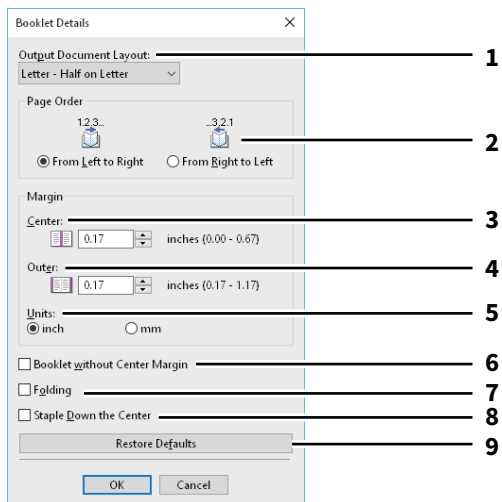 Booklet Details
Output Document Layout:
1
Letter - Half on Letter
Page Order
1.2.3... ...3.2.1
2
From Left to Right From Right to Left
Margin
Center:
3
0.17 inches {0.00 - 0.67}
Outer:
4
0.17 inches {0.17 - 1.17}
Units:
5
inch mm
Booklet without Center Margin
6
Folding
7
Staple Down the Center
8
Restore Defaults
9
OK Cancel